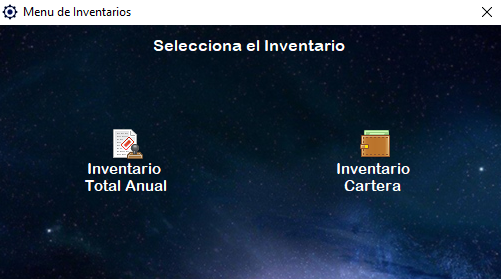 Menu de Inventarios
Selecciona el Inventario
Inventario
Total Anual
Inventario
Cartera